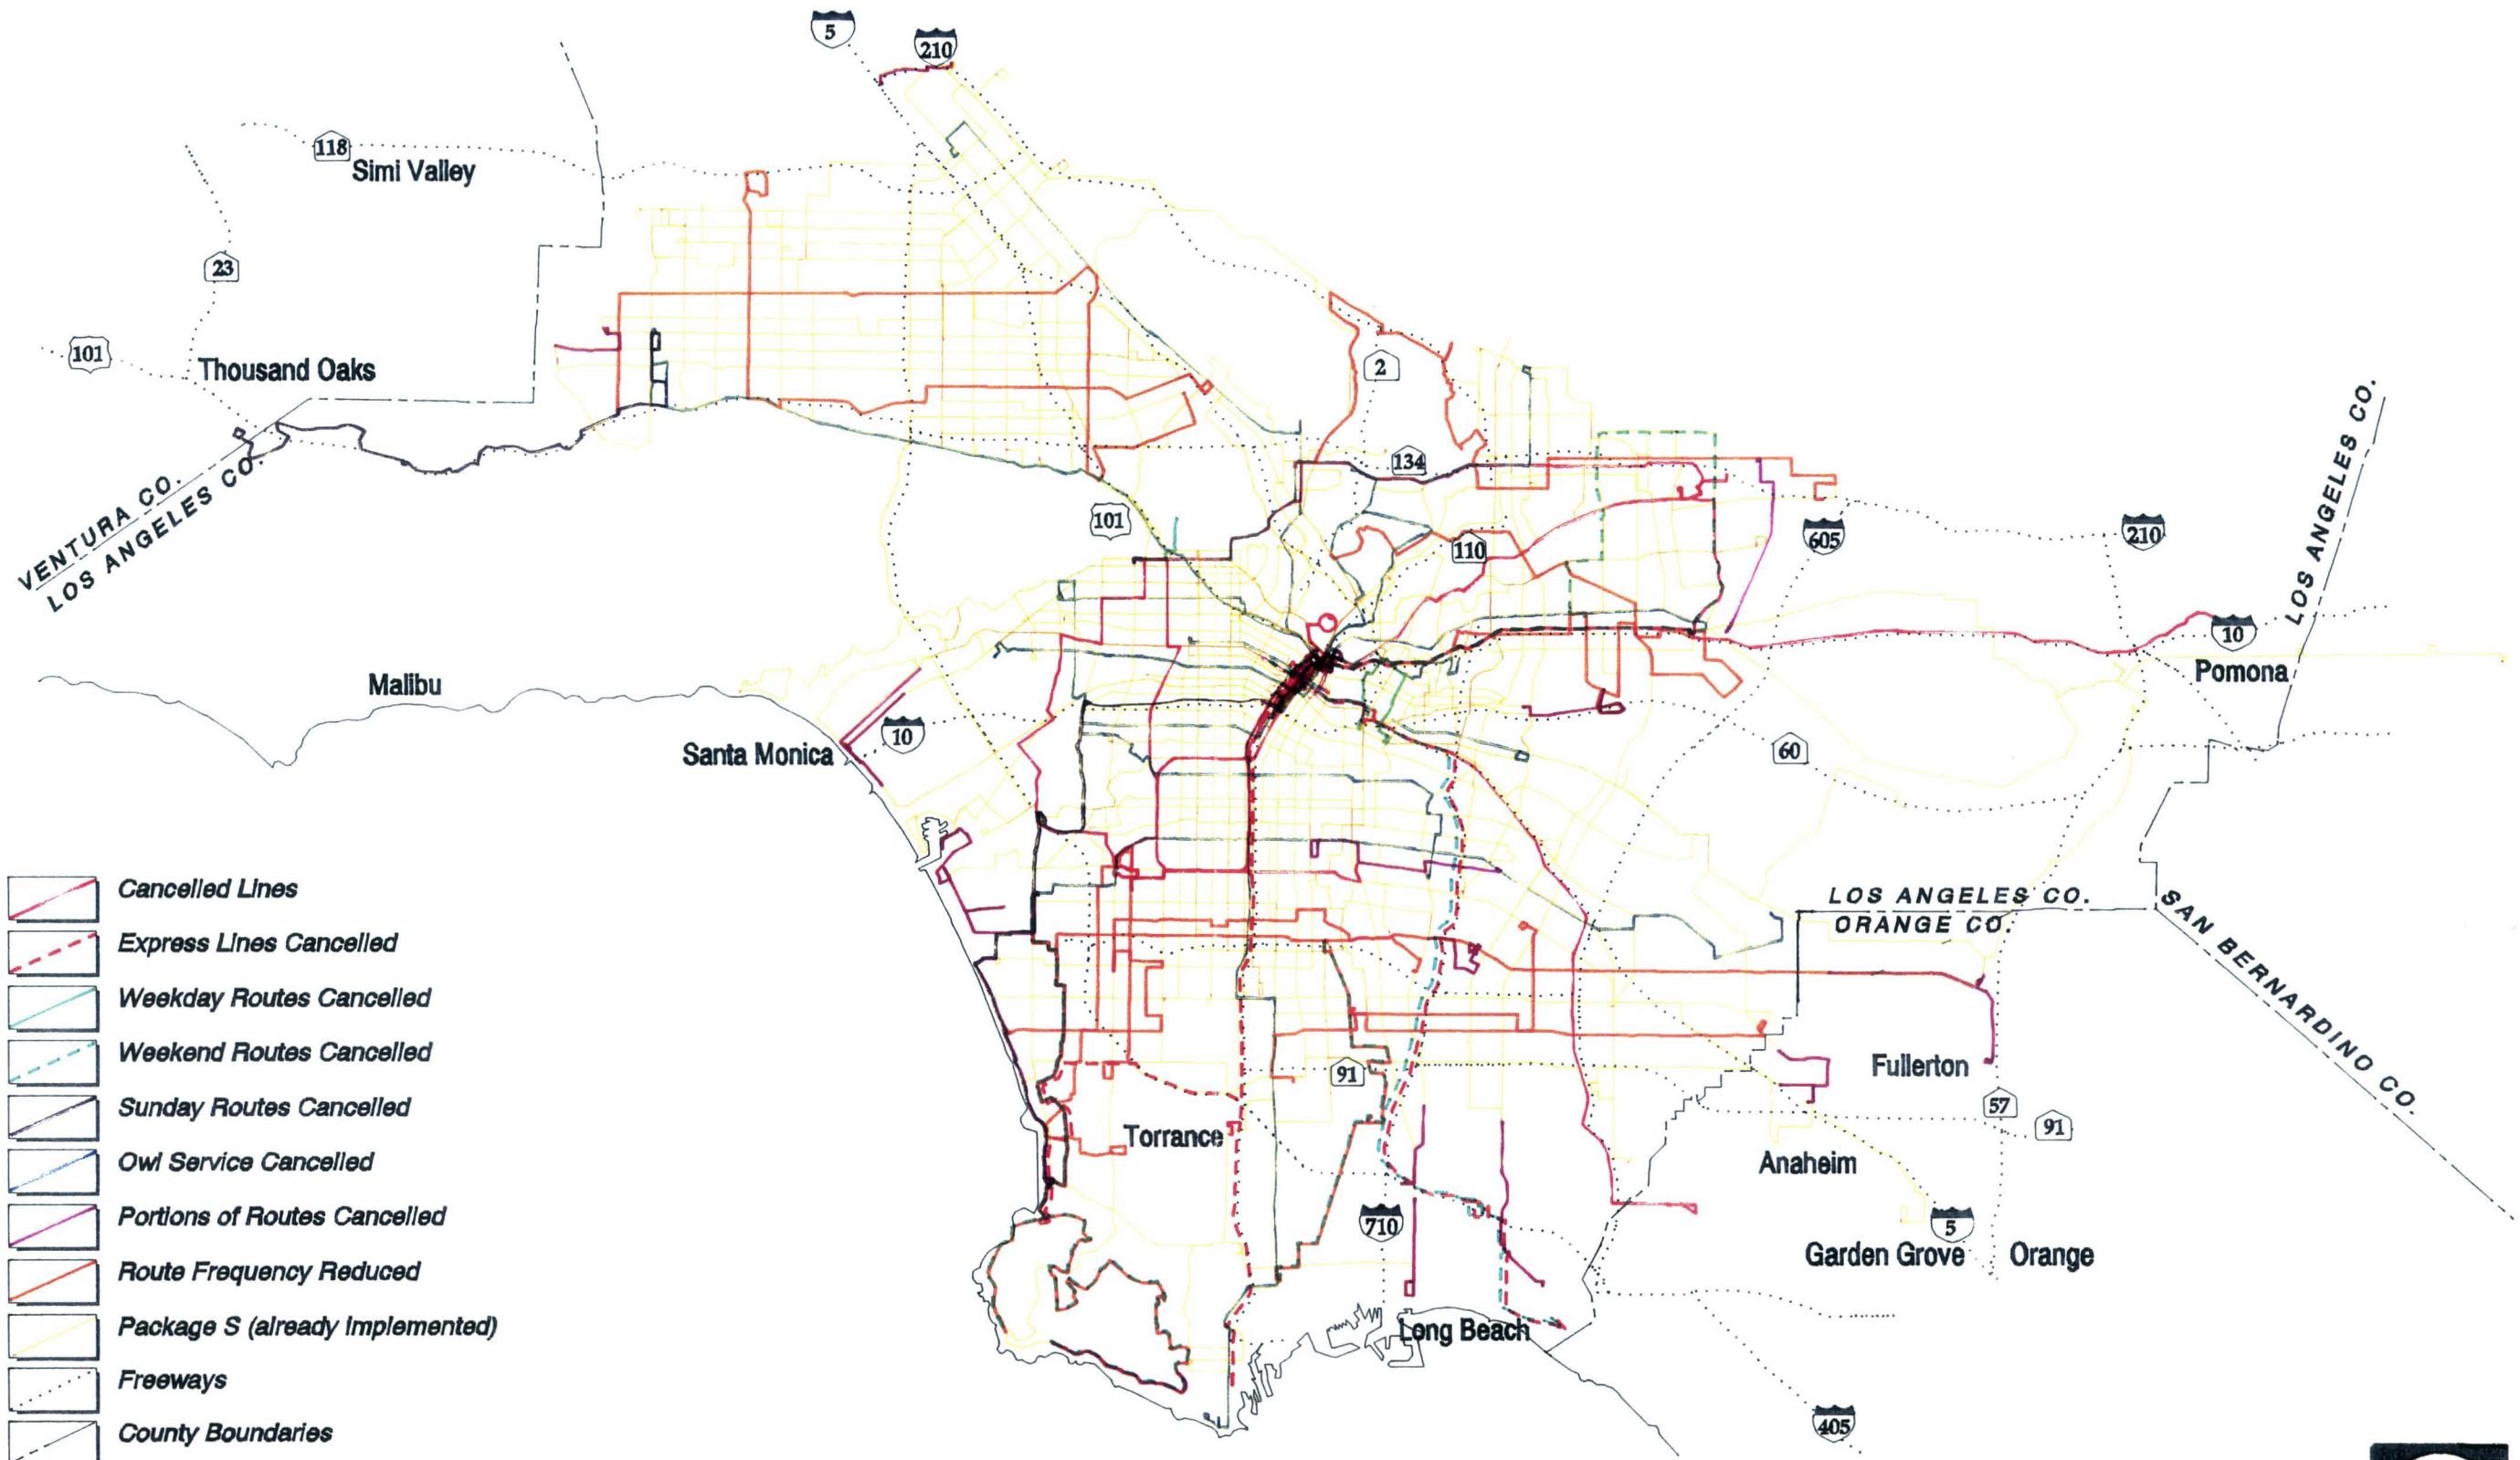 5
210
118
Simi Valley
23
101
Thousand Oaks
2
134
VENTURA CO.
LOS ANGELES CO.
101
110
605
210
LOS ANGELES CO.
10
Pomona
Malibu
Santa Monica
10
60
LOS ANGELES CO.
ORANGE CO.
SAN BERNARDINO CO.
Cancelled Lines
Express Lines Cancelled
Weekday Routes Cancelled
Weekend Routes Cancelled
Sunday Routes Cancelled
Owl Service Cancelled
Portions of Routes Cancelled
Route Frequency Reduced
Package S (already implemented)
Freeways
County Boundaries
91
Fullerton
57
91
Torrance
Anaheim
710
5
Garden Grove
Orange
Long Beach
405